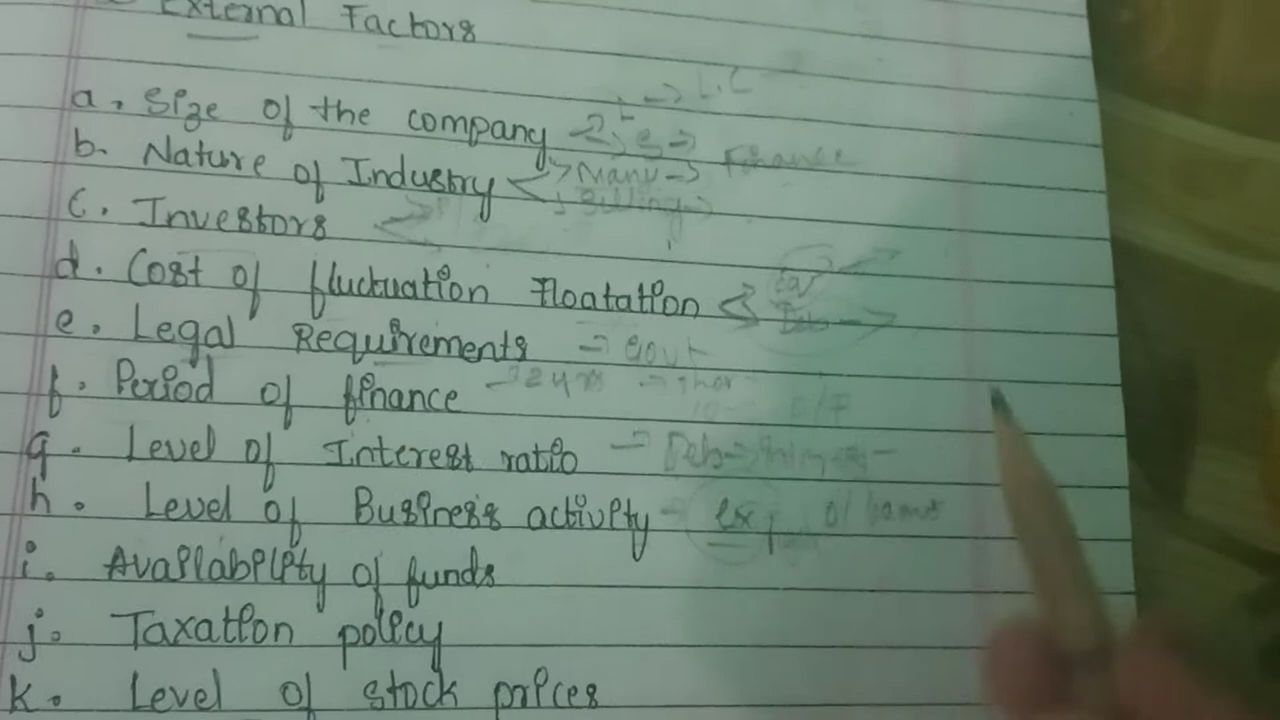 External Factors
a. Size of the company
b. Nature of Industry
c. Investors
d. Cost of fluctuation Floatation
e. Legal Requirements → Govt
f. Period of finance
g. Level of Interest ratio
h. Level of Business activity
i. Availability of funds
j. Taxation policy
k. Level of stock prices